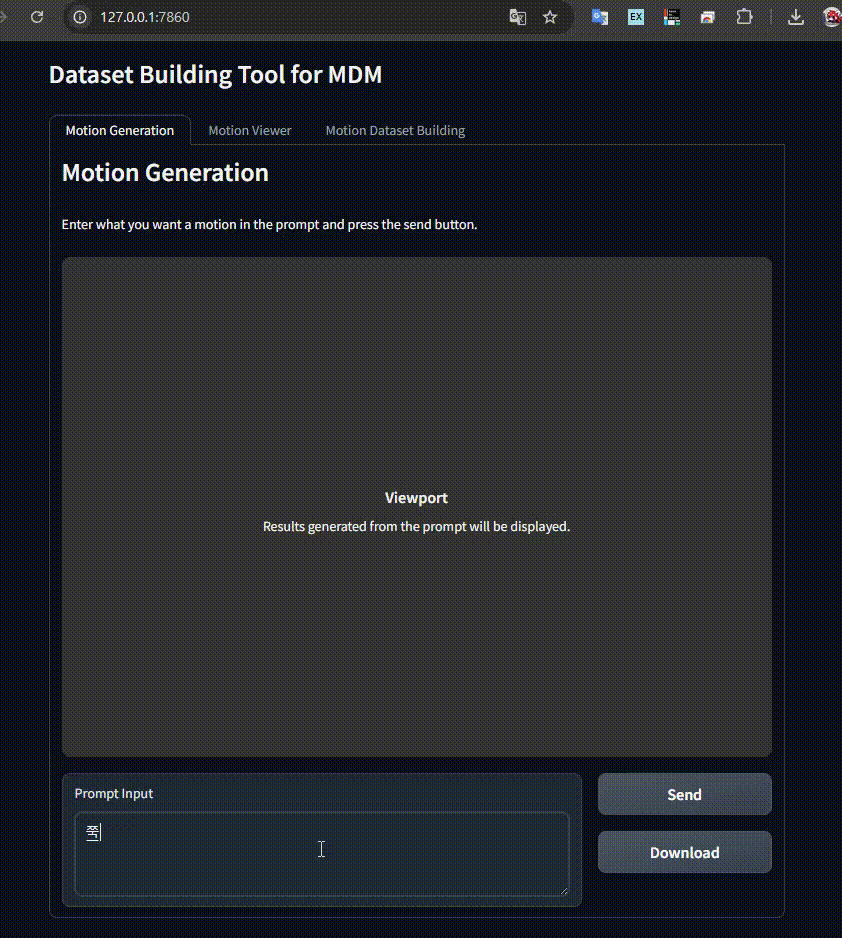 127.0.0.1:7860
EX
Dataset Building Tool for MDM
Motion Generation
Motion Viewer
Motion Dataset Building
Motion Generation
Enter what you want a motion in the prompt and press the send button.
Viewport
Results generated from the prompt will be displayed.
Prompt Input
Send
Download